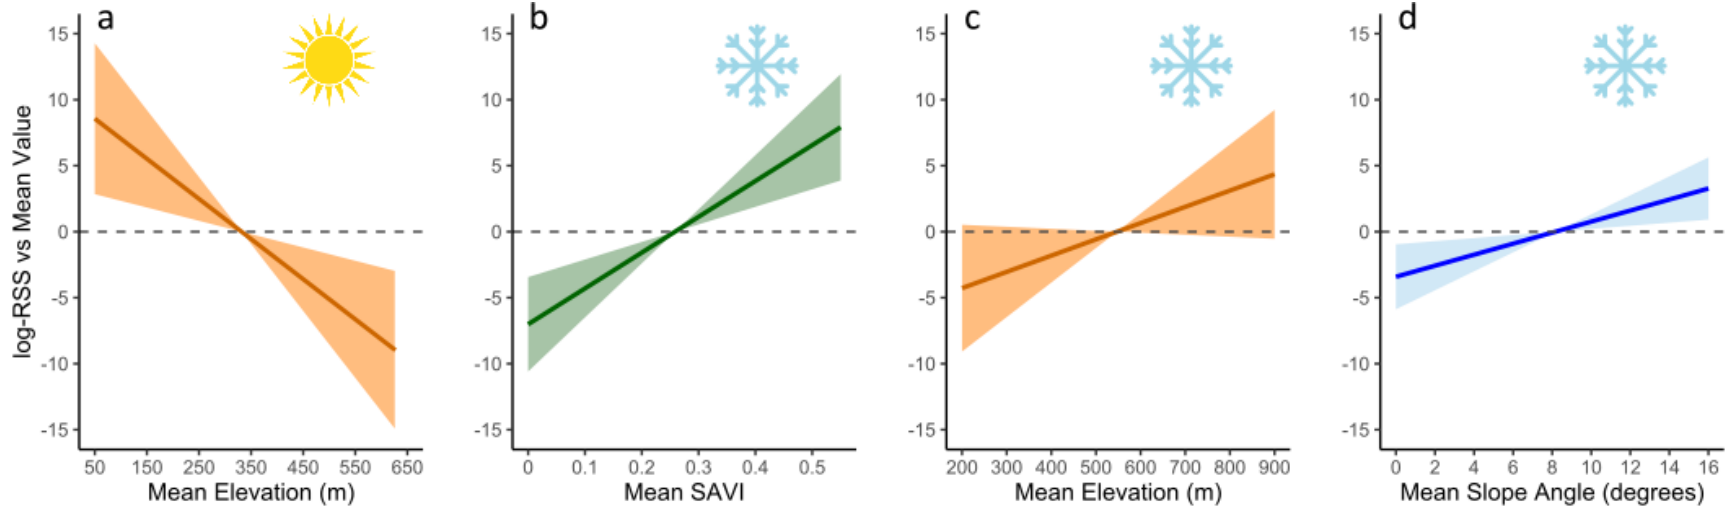 a
b
c
d
log-RSS vs Mean Value
15
10
5
0
-5
-10
-15
50 150 250 350 450 550 650
Mean Elevation (m)
15
10
5
0
-5
-10
-15
0 0.1 0.2 0.3 0.4 0.5
Mean SAVI
15
10
5
0
-5
-10
-15
200 300 400 500 600 700 800 900
Mean Elevation (m)
15
10
5
0
-5
-10
-15
0 2 4 6 8 10 12 14 16
Mean Slope Angle (degrees)